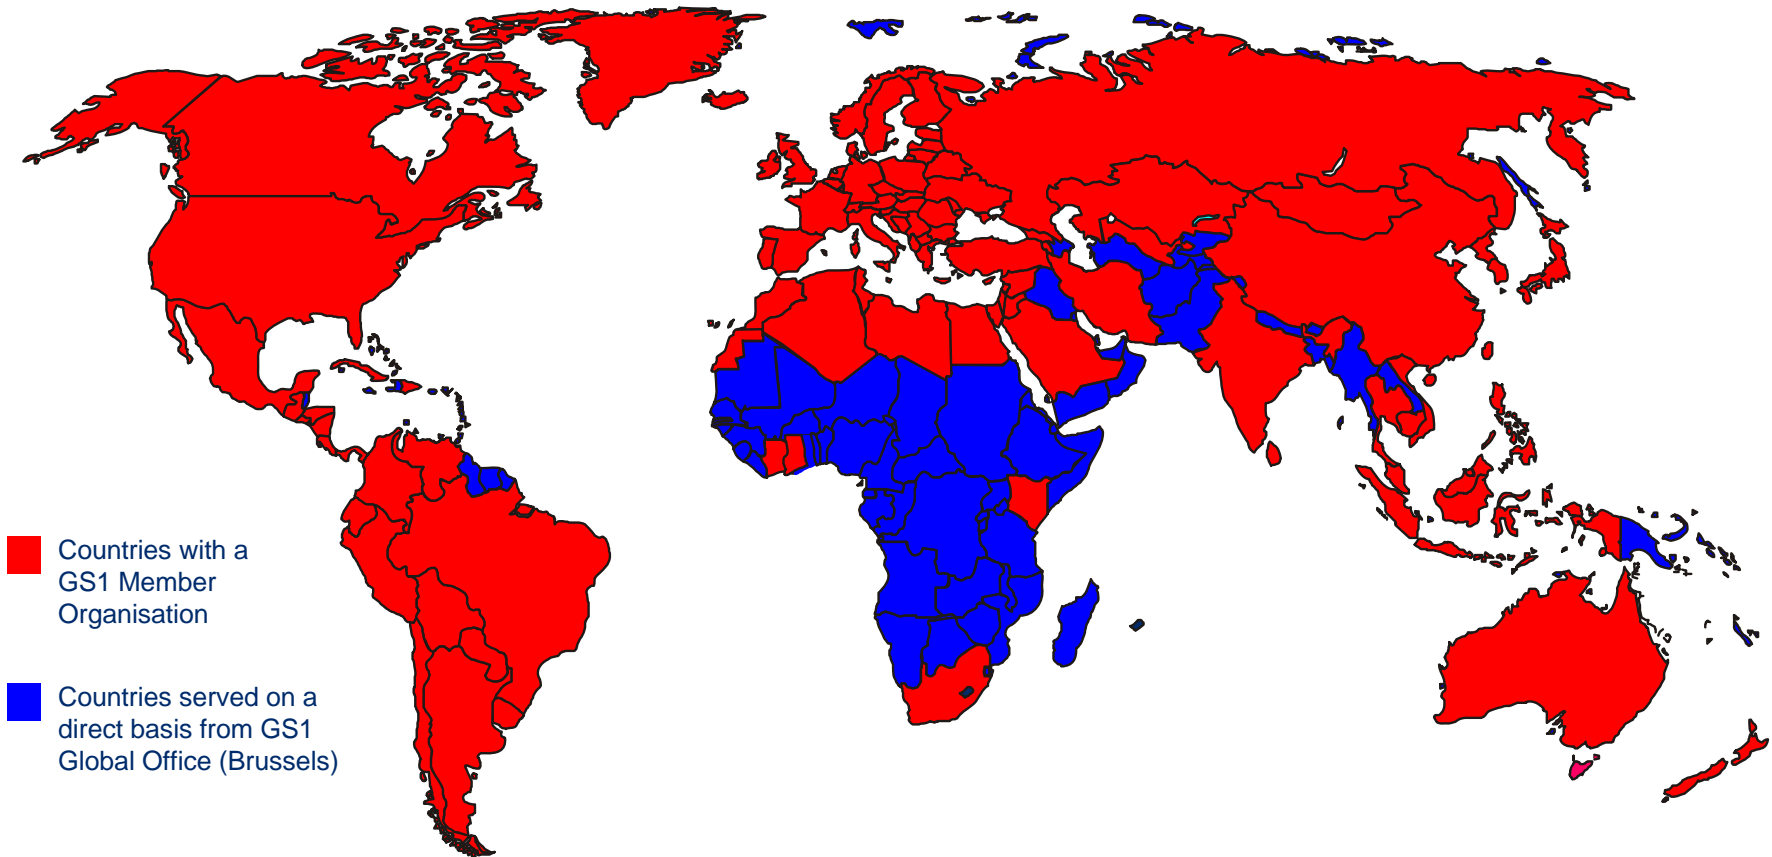 Countries with a
GS1 Member
Organisation
Countries served on a
direct basis from GS1
Global Office (Brussels)